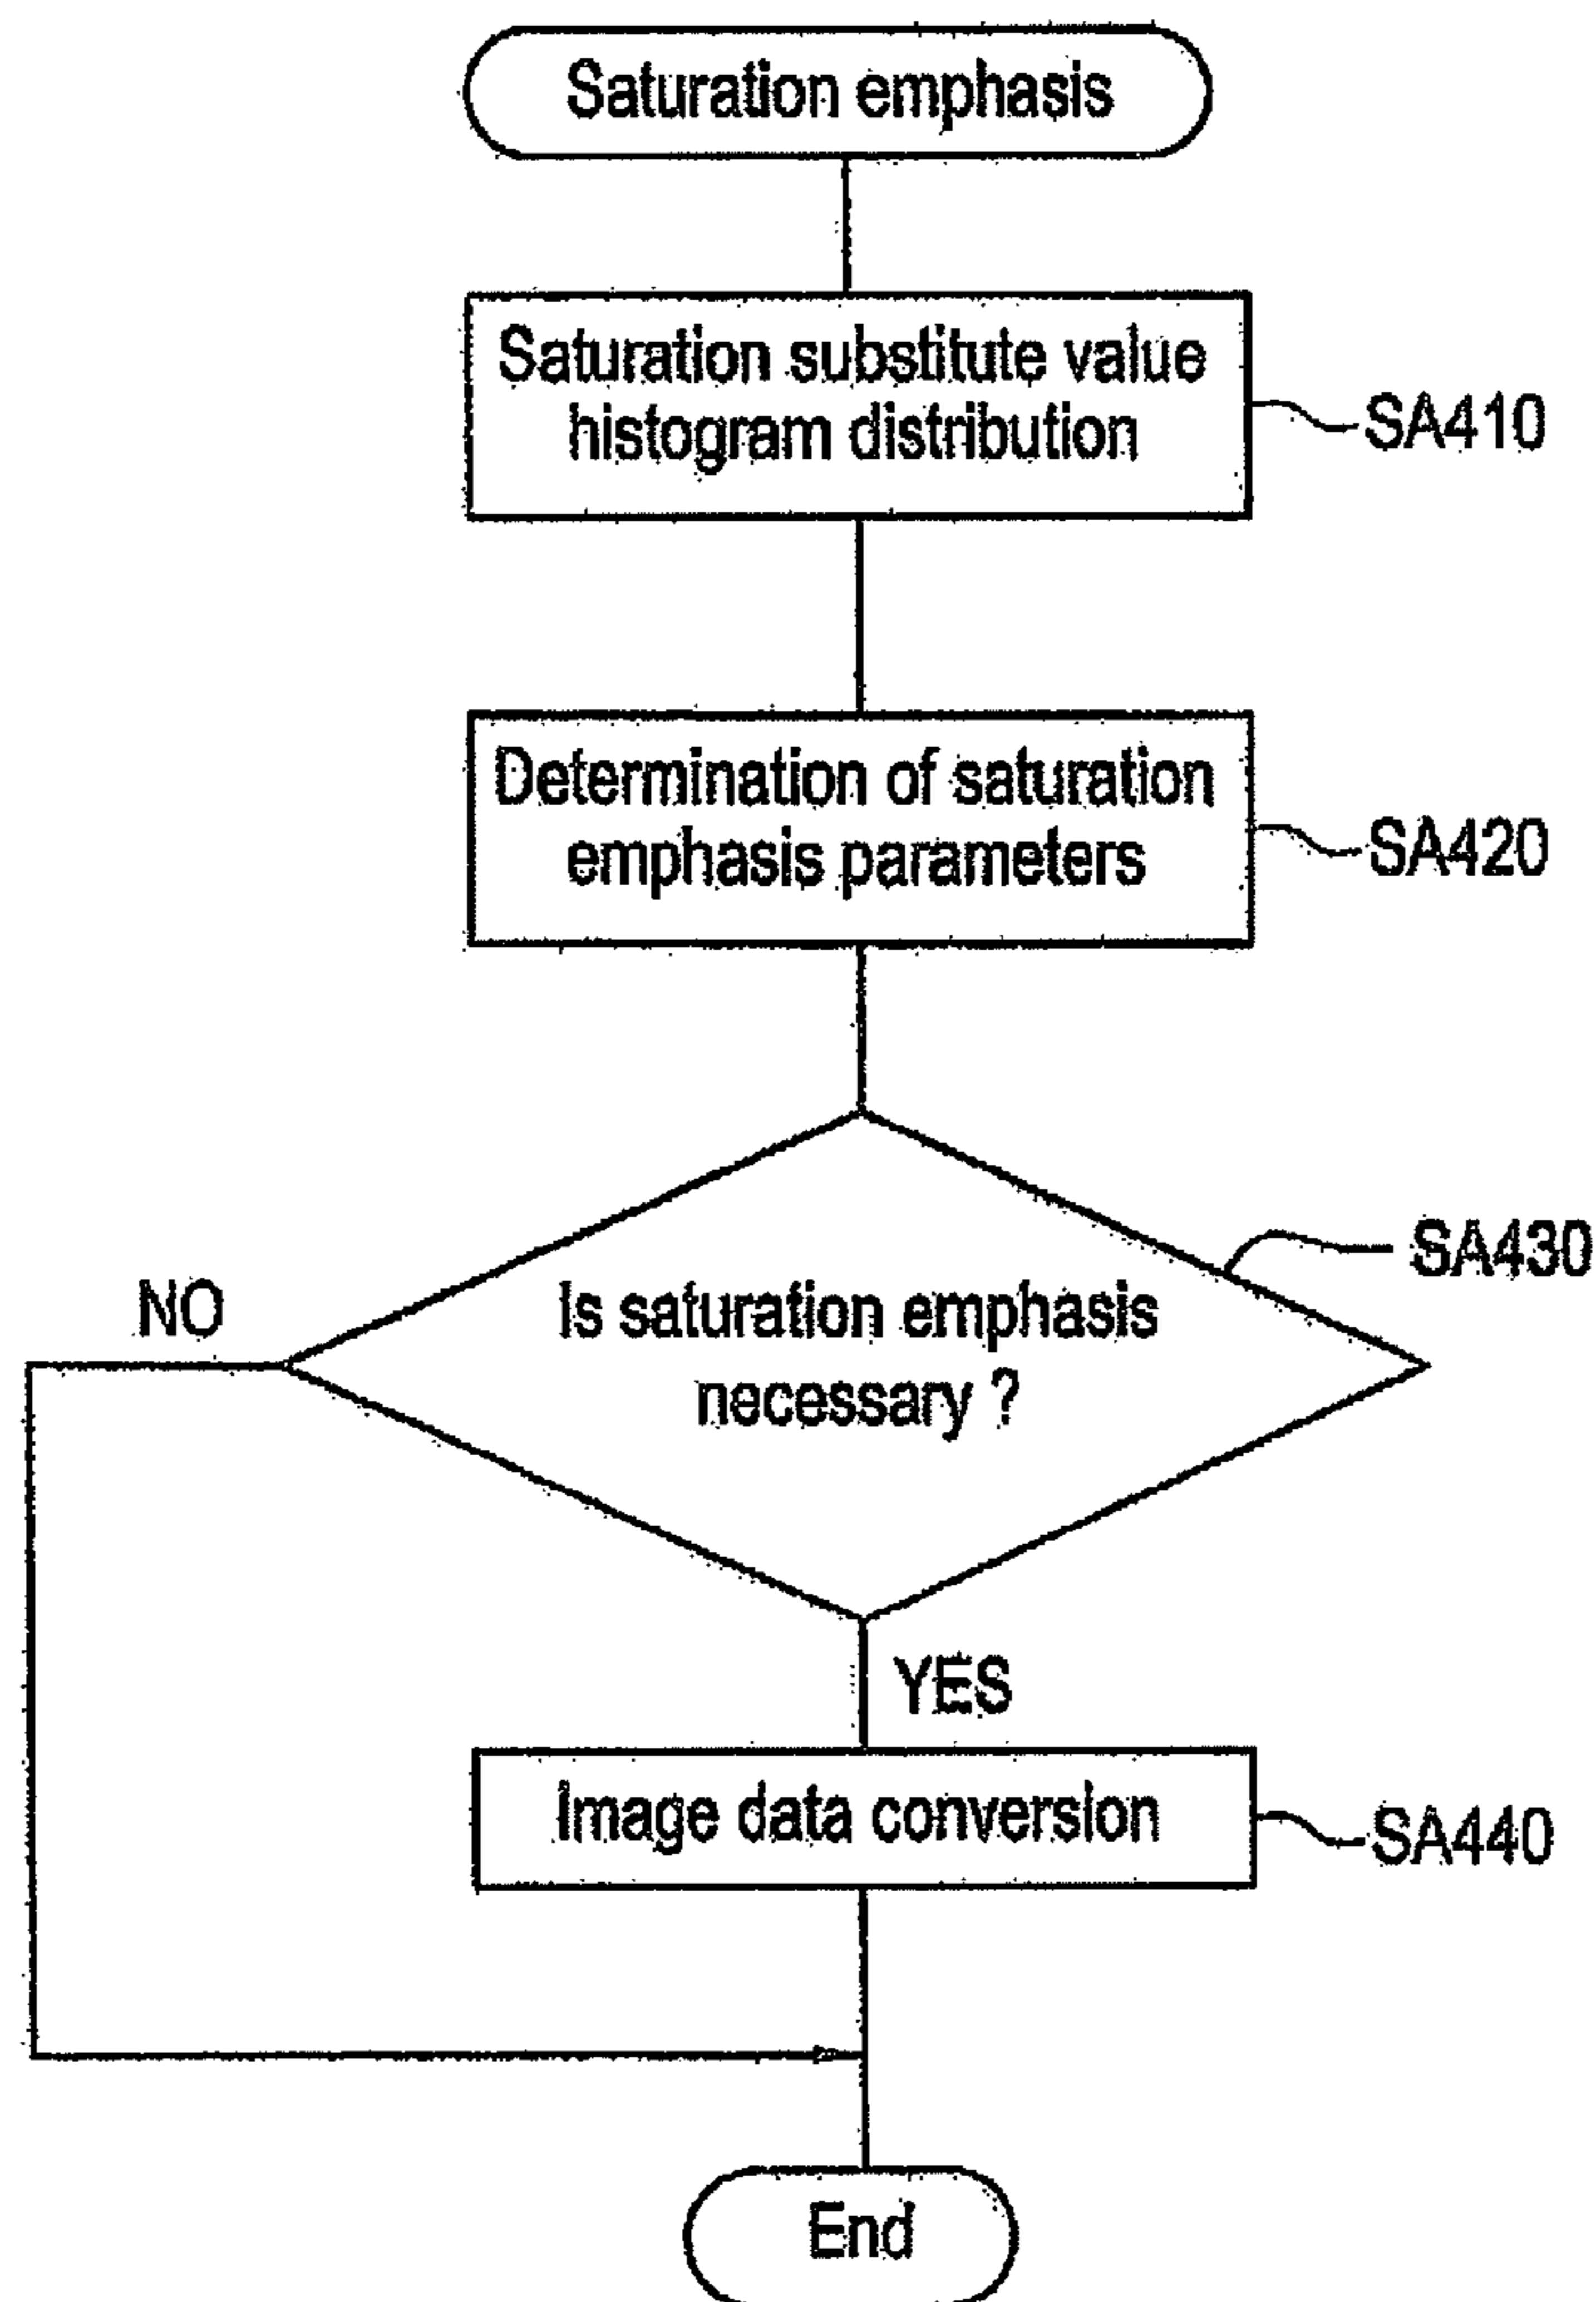 Saturation emphasis
Saturation substitute value
histogram distribution
SA410
Determination of saturation
emphasis parameters
SA420
SA430
NO
Is saturation emphasis
necessary ?
YES
Image data conversion
SA440
End